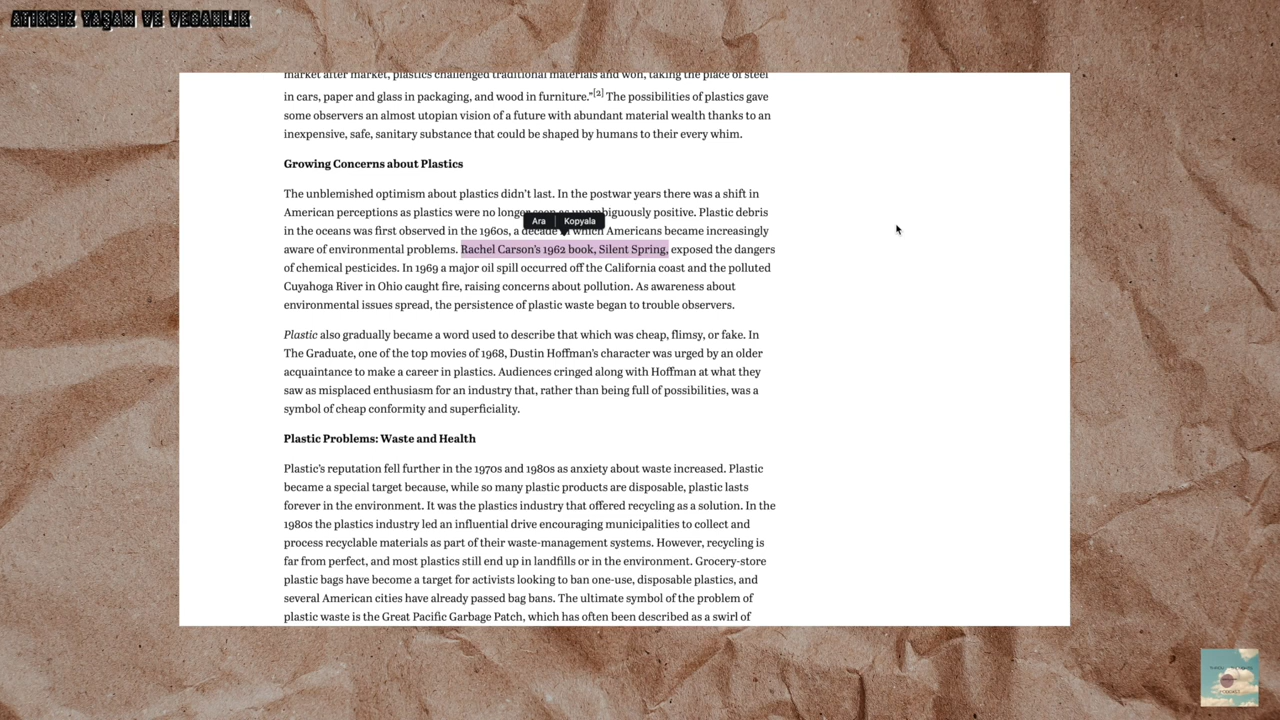 ATIKSIZ YAŞAM VE VEGANLIK
market after market, plastics challenged traditional materials and won, taking the place of steel
in cars, paper and glass in packaging, and wood in furniture.”[2] The possibilities of plastics gave
some observers an almost utopian vision of a future with abundant material wealth thanks to an
inexpensive, safe, sanitary substance that could be shaped by humans to their every whim.
Growing Concerns about Plastics
The unblemished optimism about plastics didn’t last. In the postwar years there was a shift in
American perceptions as plastics were no longer seen as unambiguously positive. Plastic debris
Ara | Kopyala
in the oceans was first observed in the 1960s, a decade in which Americans became increasingly
aware of environmental problems. Rachel Carson’s 1962 book, Silent Spring, exposed the dangers
of chemical pesticides. In 1969 a major oil spill occurred off the California coast and the polluted
Cuyahoga River in Ohio caught fire, raising concerns about pollution. As awareness about
environmental issues spread, the persistence of plastic waste began to trouble observers.
Plastic also gradually became a word used to describe that which was cheap, flimsy, or fake. In
The Graduate, one of the top movies of 1968, Dustin Hoffman’s character was urged by an older
acquaintance to make a career in plastics. Audiences cringed along with Hoffman at what they
saw as misplaced enthusiasm for an industry that, rather than being full of possibilities, was a
symbol of cheap conformity and superficiality.
Plastic Problems: Waste and Health
Plastic’s reputation fell further in the 1970s and 1980s as anxiety about waste increased. Plastic
became a special target because, while so many plastic products are disposable, plastic lasts
forever in the environment. It was the plastics industry that offered recycling as a solution. In the
1980s the plastics industry led an influential drive encouraging municipalities to collect and
process recyclable materials as part of their waste-management systems. However, recycling is
far from perfect, and most plastics still end up in landfills or in the environment. Grocery-store
plastic bags have become a target for activists looking to ban one-use, disposable plastics, and
several American cities have already passed bag bans. The ultimate symbol of the problem of
plastic waste is the Great Pacific Garbage Patch, which has often been described as a swirl of
PODCAST